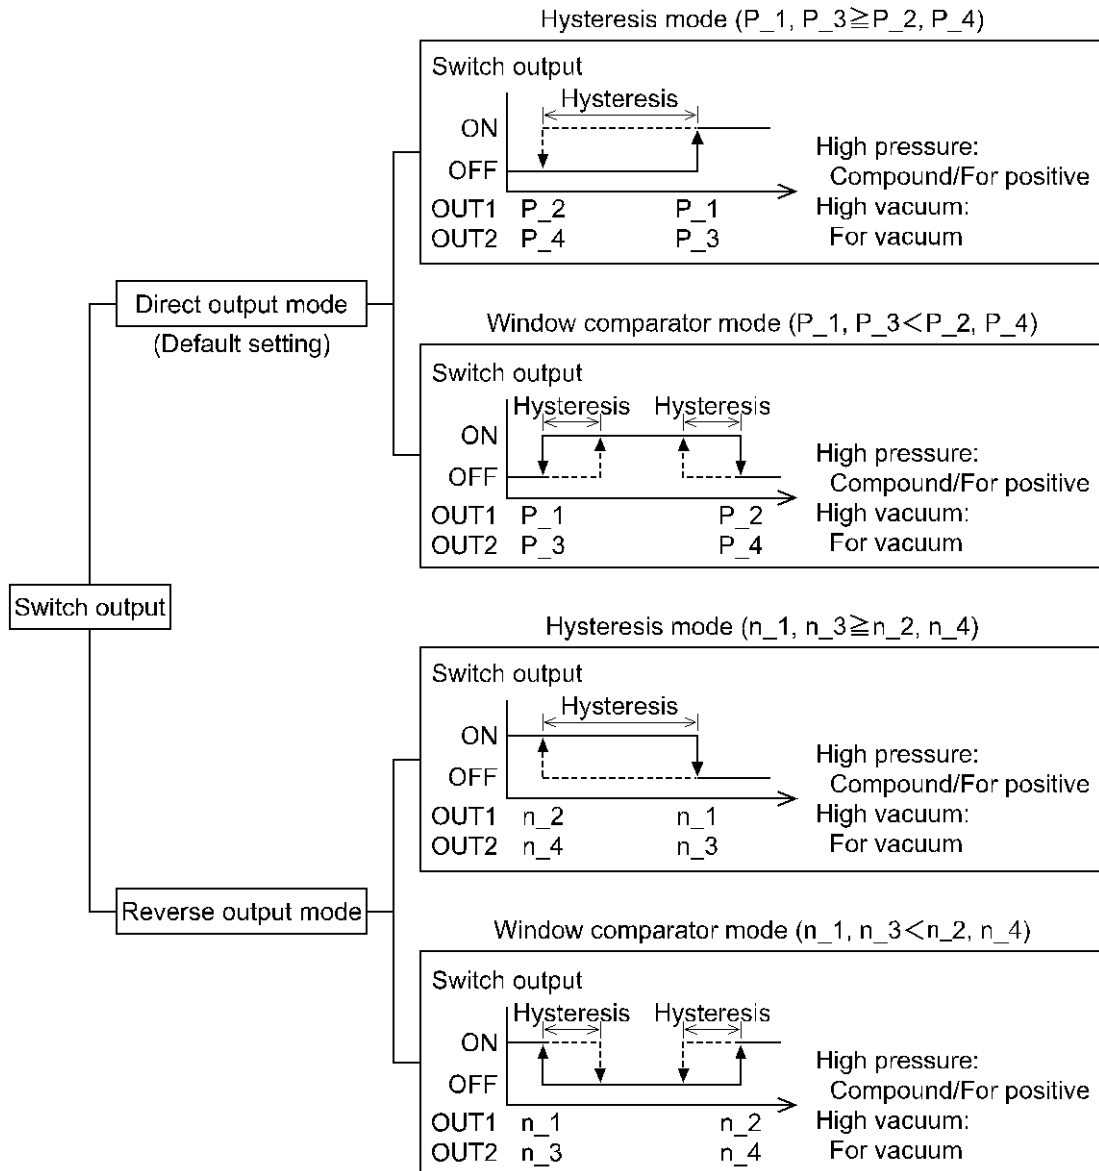 Hysteresis mode (P_1, P_3≧P_2, P_4)
Switch output
Hysteresis
ON
OFF
OUT1 P_2 P_1
OUT2 P_4 P_3
High pressure:
Compound/For positive
High vacuum:
For vacuum
Direct output mode
(Default setting)
Window comparator mode (P_1, P_3<P_2, P_4)
Switch output
Hysteresis Hysteresis
ON
OFF
OUT1 P_1 P_2
OUT2 P_3 P_4
High pressure:
Compound/For positive
High vacuum:
For vacuum
Switch output
Hysteresis mode (n_1, n_3≧n_2, n_4)
Switch output
Hysteresis
ON
OFF
OUT1 n_2 n_1
OUT2 n_4 n_3
High pressure:
Compound/For positive
High vacuum:
For vacuum
Reverse output mode
Window comparator mode (n_1, n_3<n_2, n_4)
Switch output
Hysteresis Hysteresis
ON
OFF
OUT1 n_1 n_2
OUT2 n_3 n_4
High pressure:
Compound/For positive
High vacuum:
For vacuum